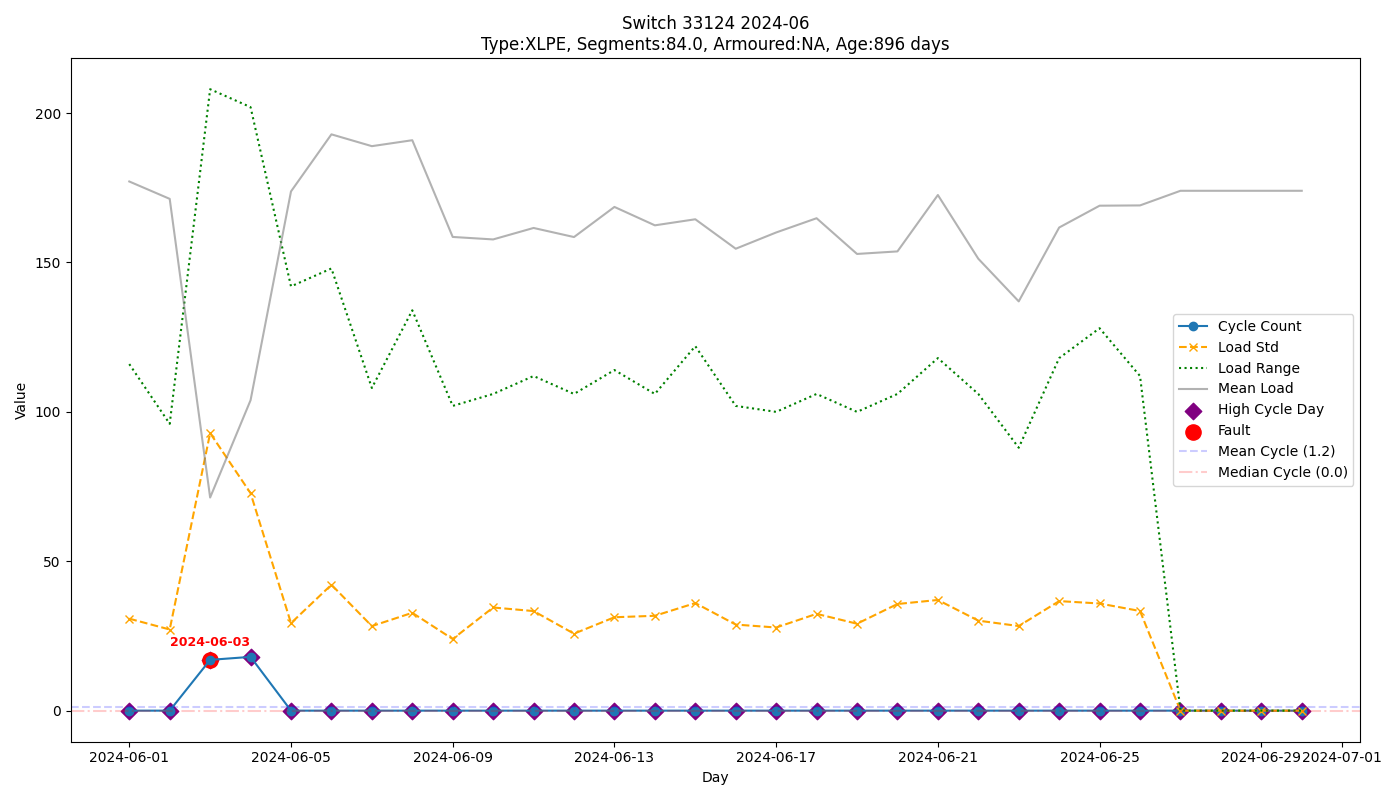 Switch 33124 2024-06
Type:XLPE, Segments:84.0, Armoured:NA, Age:896 days
Value
200
150
100
50
0
2024-06-03
Cycle Count
Load Std
Load Range
Mean Load
High Cycle Day
Fault
Mean Cycle (1.2)
Median Cycle (0.0)
2024-06-01 2024-06-05 2024-06-09 2024-06-13 2024-06-17 2024-06-21 2024-06-25 2024-06-29 2024-07-01
Day